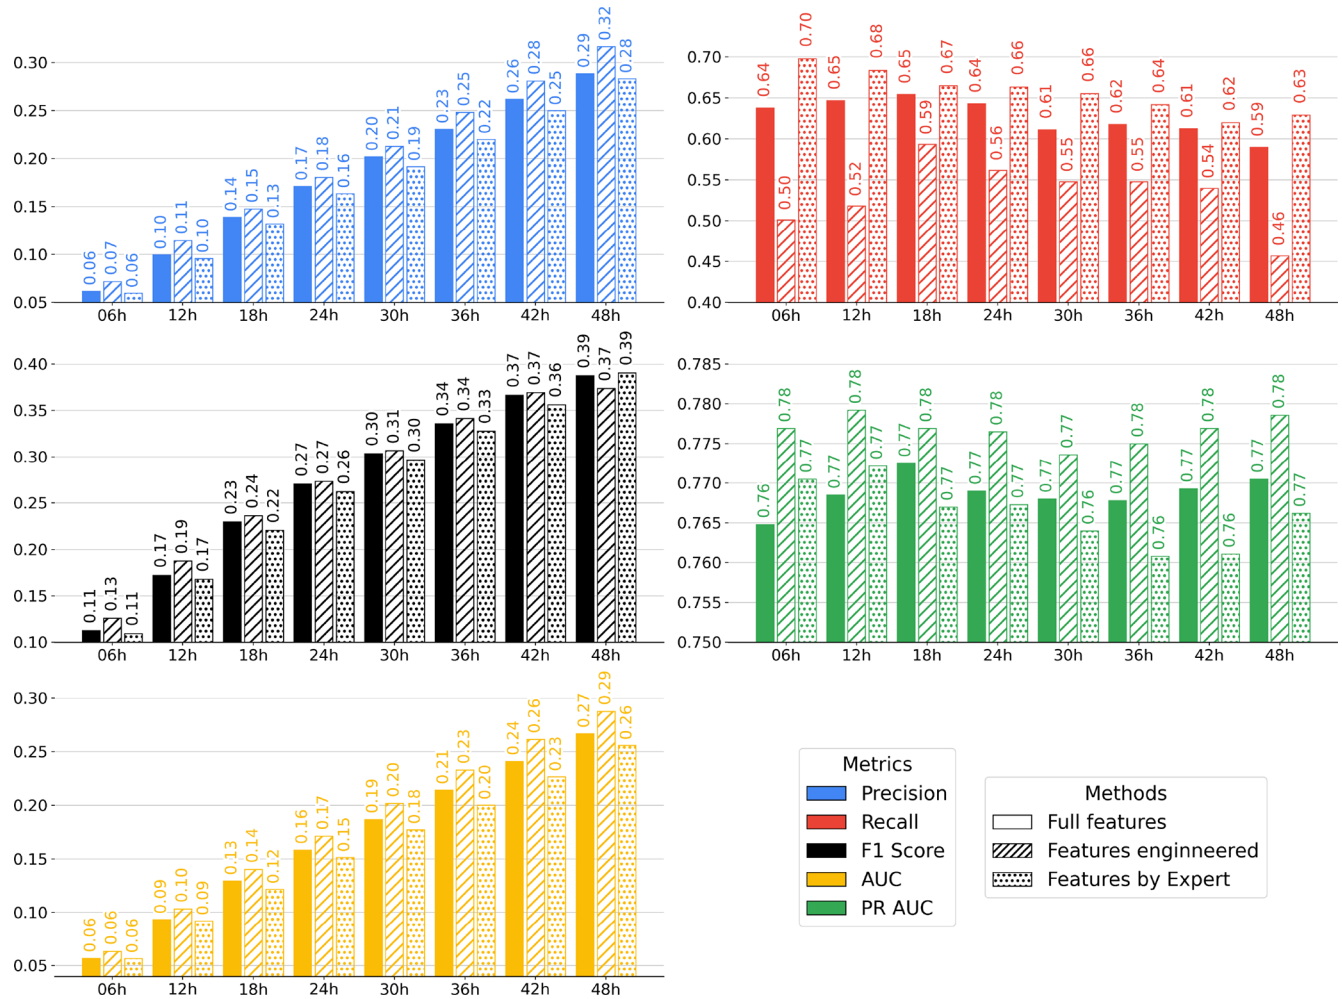 0.30
0.25
0.20
0.15
0.10
0.05
0.06 0.07 0.06
0.10 0.11 0.10
0.14 0.15 0.13
0.17 0.18 0.16
0.20 0.21 0.19
0.23 0.25 0.22
0.26 0.28 0.25
0.29 0.32 0.28
06h 12h 18h 24h 30h 36h 42h 48h
0.70
0.65
0.60
0.55
0.50
0.45
0.40
0.64 0.50 0.70
0.65 0.52 0.68
0.65 0.59 0.67
0.64 0.56 0.66
0.61 0.55 0.66
0.62 0.55 0.64
0.61 0.54 0.62
0.59 0.46 0.63
06h 12h 18h 24h 30h 36h 42h 48h
0.40
0.35
0.30
0.25
0.20
0.15
0.10
0.11 0.13 0.11
0.17 0.19 0.17
0.23 0.24 0.22
0.27 0.27 0.26
0.30 0.31 0.30
0.34 0.34 0.33
0.37 0.37 0.36
0.39 0.37 0.39
06h 12h 18h 24h 30h 36h 42h 48h
0.785
0.780
0.775
0.770
0.765
0.760
0.755
0.750
0.76 0.78 0.77
0.77 0.78 0.77
0.77 0.78 0.77
0.77 0.78 0.77
0.77 0.77 0.76
0.77 0.78 0.76
0.77 0.78 0.76
0.77 0.78 0.77
06h 12h 18h 24h 30h 36h 42h 48h
0.30
0.25
0.20
0.15
0.10
0.05
0.06 0.06 0.06
0.09 0.10 0.09
0.13 0.14 0.12
0.16 0.17 0.15
0.19 0.20 0.18
0.21 0.23 0.20
0.24 0.26 0.23
0.27 0.29 0.26
06h 12h 18h 24h 30h 36h 42h 48h
Metrics
Precision
Recall
F1 Score
AUC
PR AUC
Methods
Full features
Features enginneered
Features by Expert